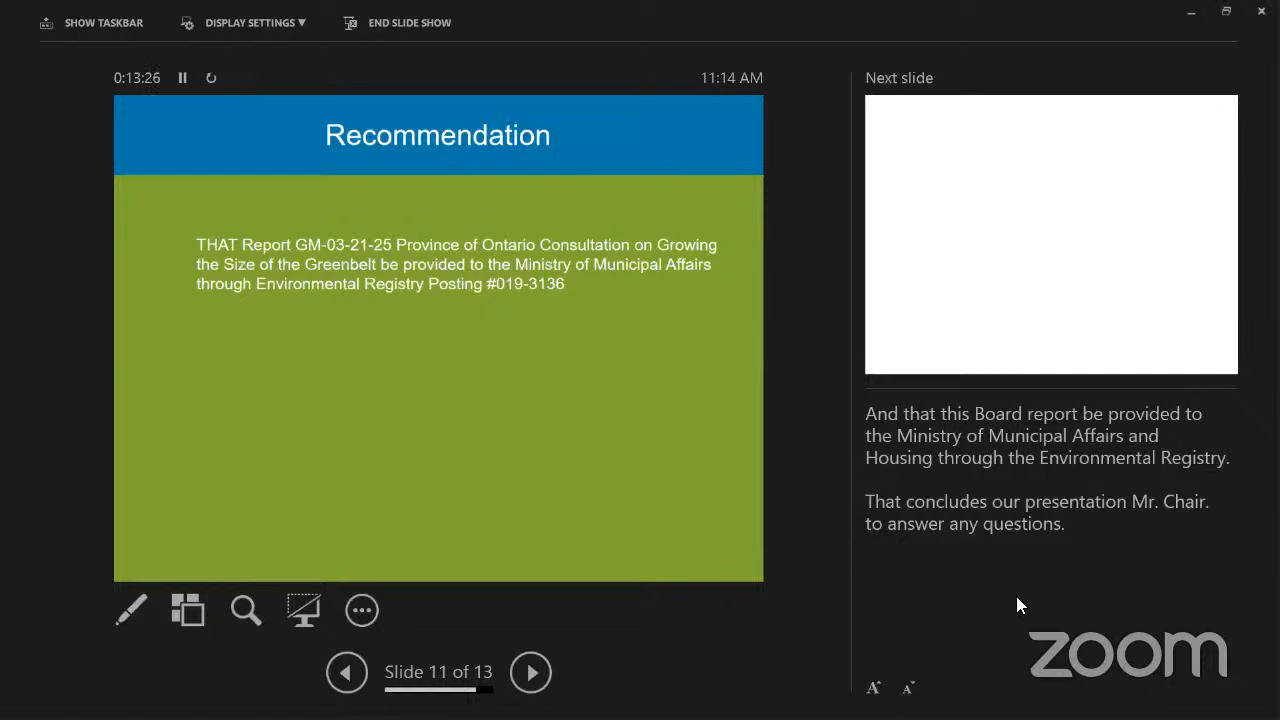 SHOW TASKBAR
DISPLAY SETTINGS ▼
END SLIDE SHOW
0:13:26
11:14 AM
Next slide
Recommendation
THAT Report GM-03-21-25 Province of Ontario Consultation on Growing
the Size of the Greenbelt be provided to the Ministry of Municipal Affairs
through Environmental Registry Posting #019-3136
And that this Board report be provided to
the Ministry of Municipal Affairs and
Housing through the Environmental Registry.
That concludes our presentation Mr. Chair.
to answer any questions.
Slide 11 of 13
A A
zoom